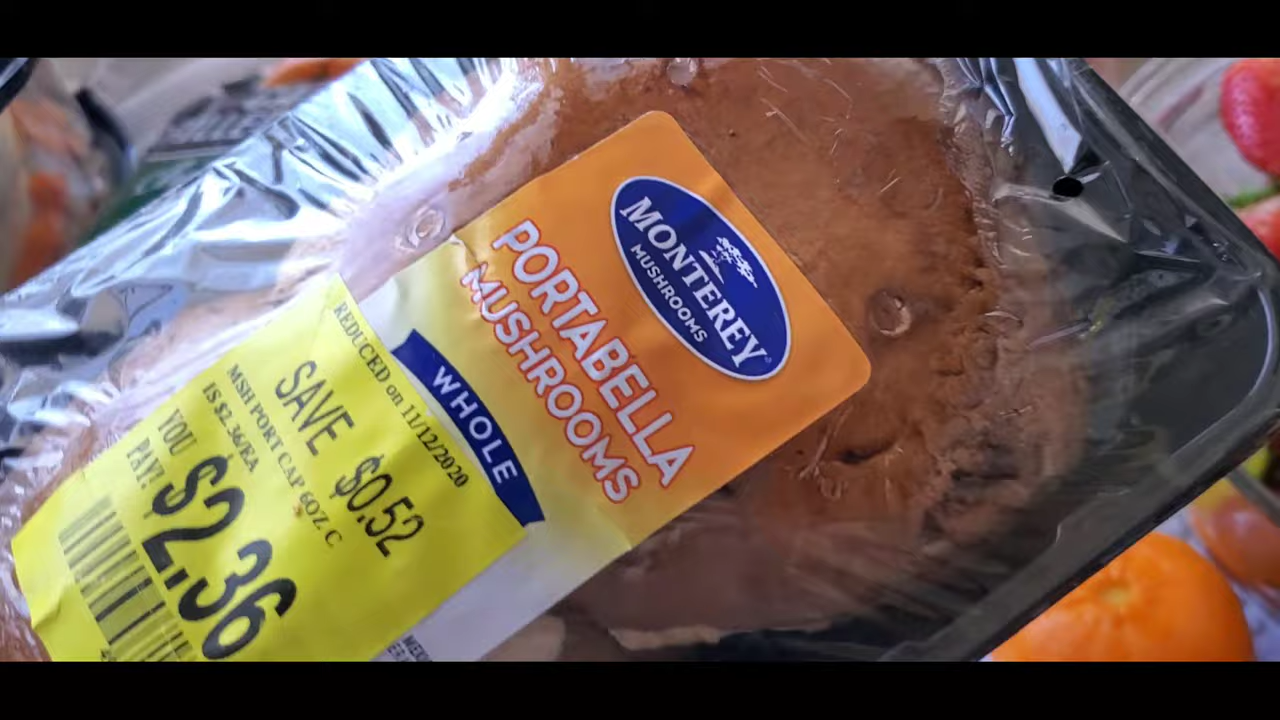 MONTEREY
MUSHROOMS
PORTABELLA
MUSHROOMS
WHOLE
REDUCED on 11/12/2020
SAVE $0.52
MSH PORT CAP 6OZ C
IS $2.36/EA
YOU
PAY!
$2.36